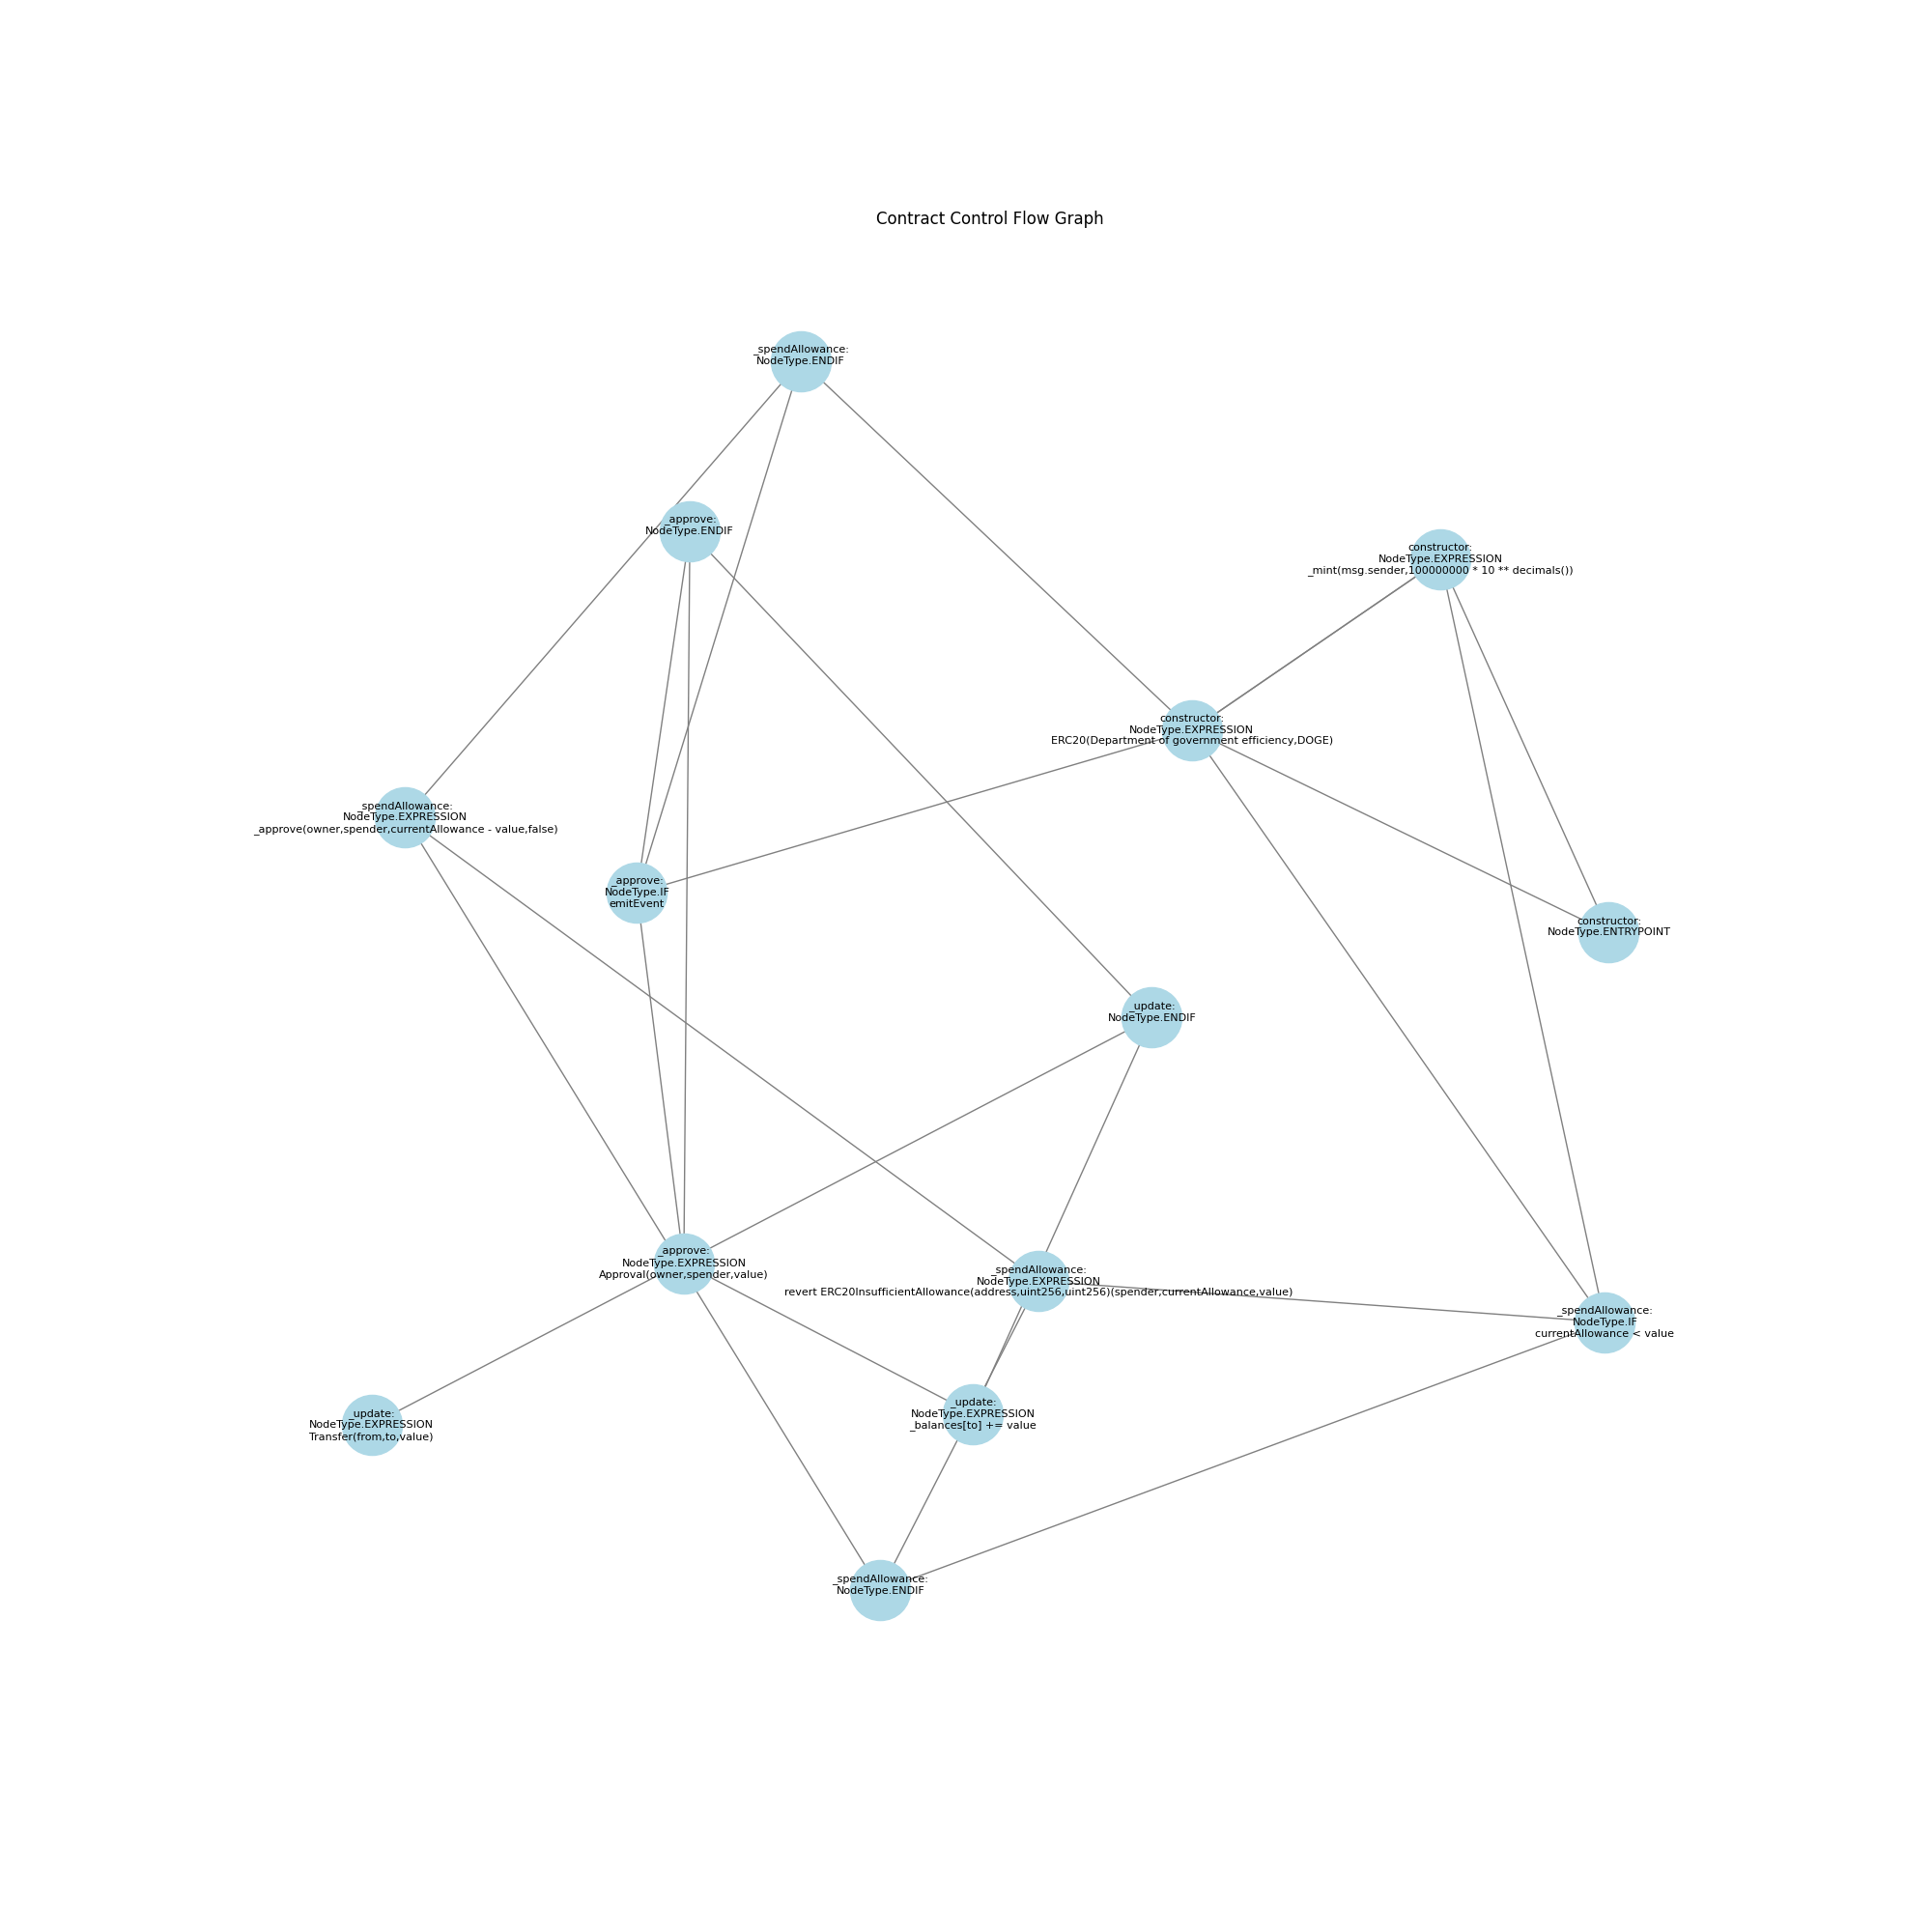 Contract Control Flow Graph
_spendAllowance:
NodeType.ENDIF
_approve:
NodeType.ENDIF
constructor:
NodeType.EXPRESSION
_mint(msg.sender,100000000 * 10 ** decimals())
constructor:
NodeType.EXPRESSION
ERC20(Department of government efficiency,DOGE)
_spendAllowance:
NodeType.EXPRESSION
_approve(owner,spender,currentAllowance - value,false)
_approve:
NodeType.IF
emitEvent
constructor:
NodeType.ENTRYPOINT
_update:
NodeType.ENDIF
_approve:
NodeType.EXPRESSION
Approval(owner,spender,value)
_spendAllowance:
NodeType.EXPRESSION
revert ERC20InsufficientAllowance(address,uint256,uint256)(spender,currentAllowance,value)
_spendAllowance:
NodeType.IF
currentAllowance < value
_update:
NodeType.EXPRESSION
_balances[to] += value
_update:
NodeType.EXPRESSION
Transfer(from,to,value)
_spendAllowance:
NodeType.ENDIF